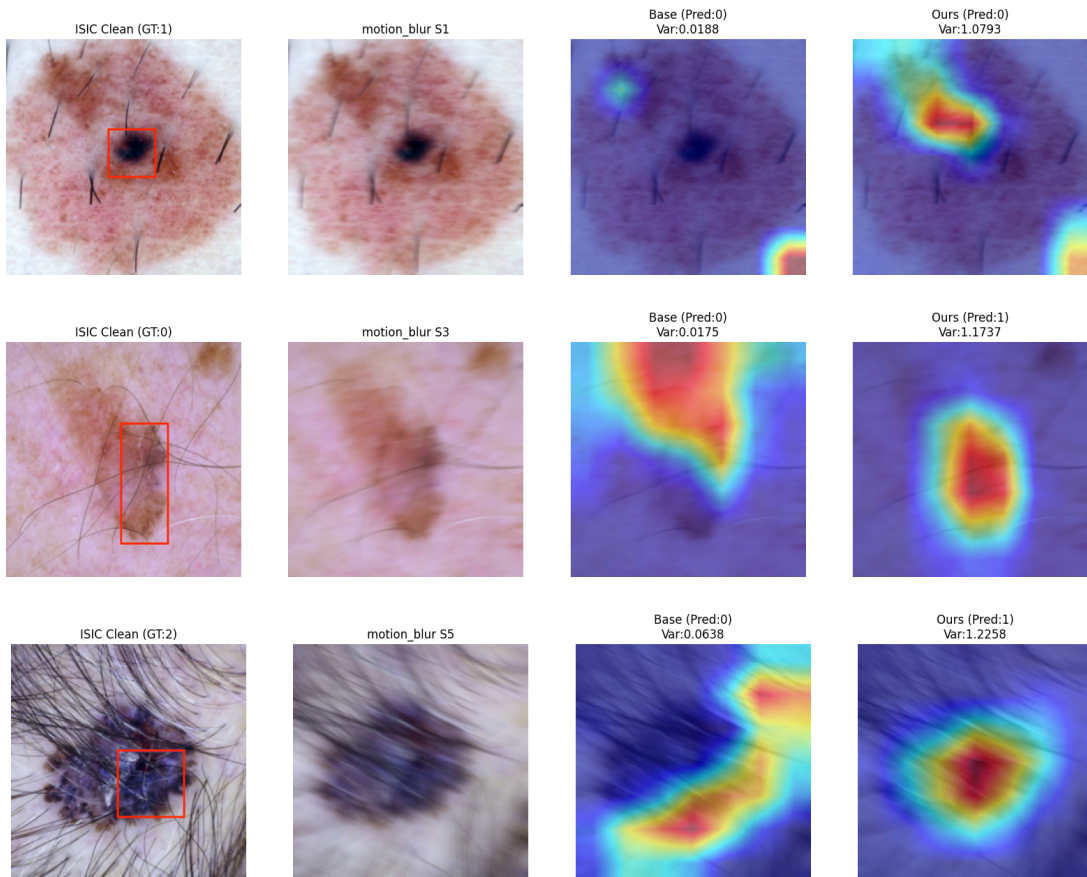 ISIC Clean (GT:1)
motion_blur S1
Base (Pred:0)
Var:0.0188
Ours (Pred:0)
Var:1.0793
ISIC Clean (GT:0)
motion_blur S3
Base (Pred:0)
Var:0.0175
Ours (Pred:1)
Var:1.1737
ISIC Clean (GT:2)
motion_blur S5
Base (Pred:0)
Var:0.0638
Ours (Pred:1)
Var:1.2258